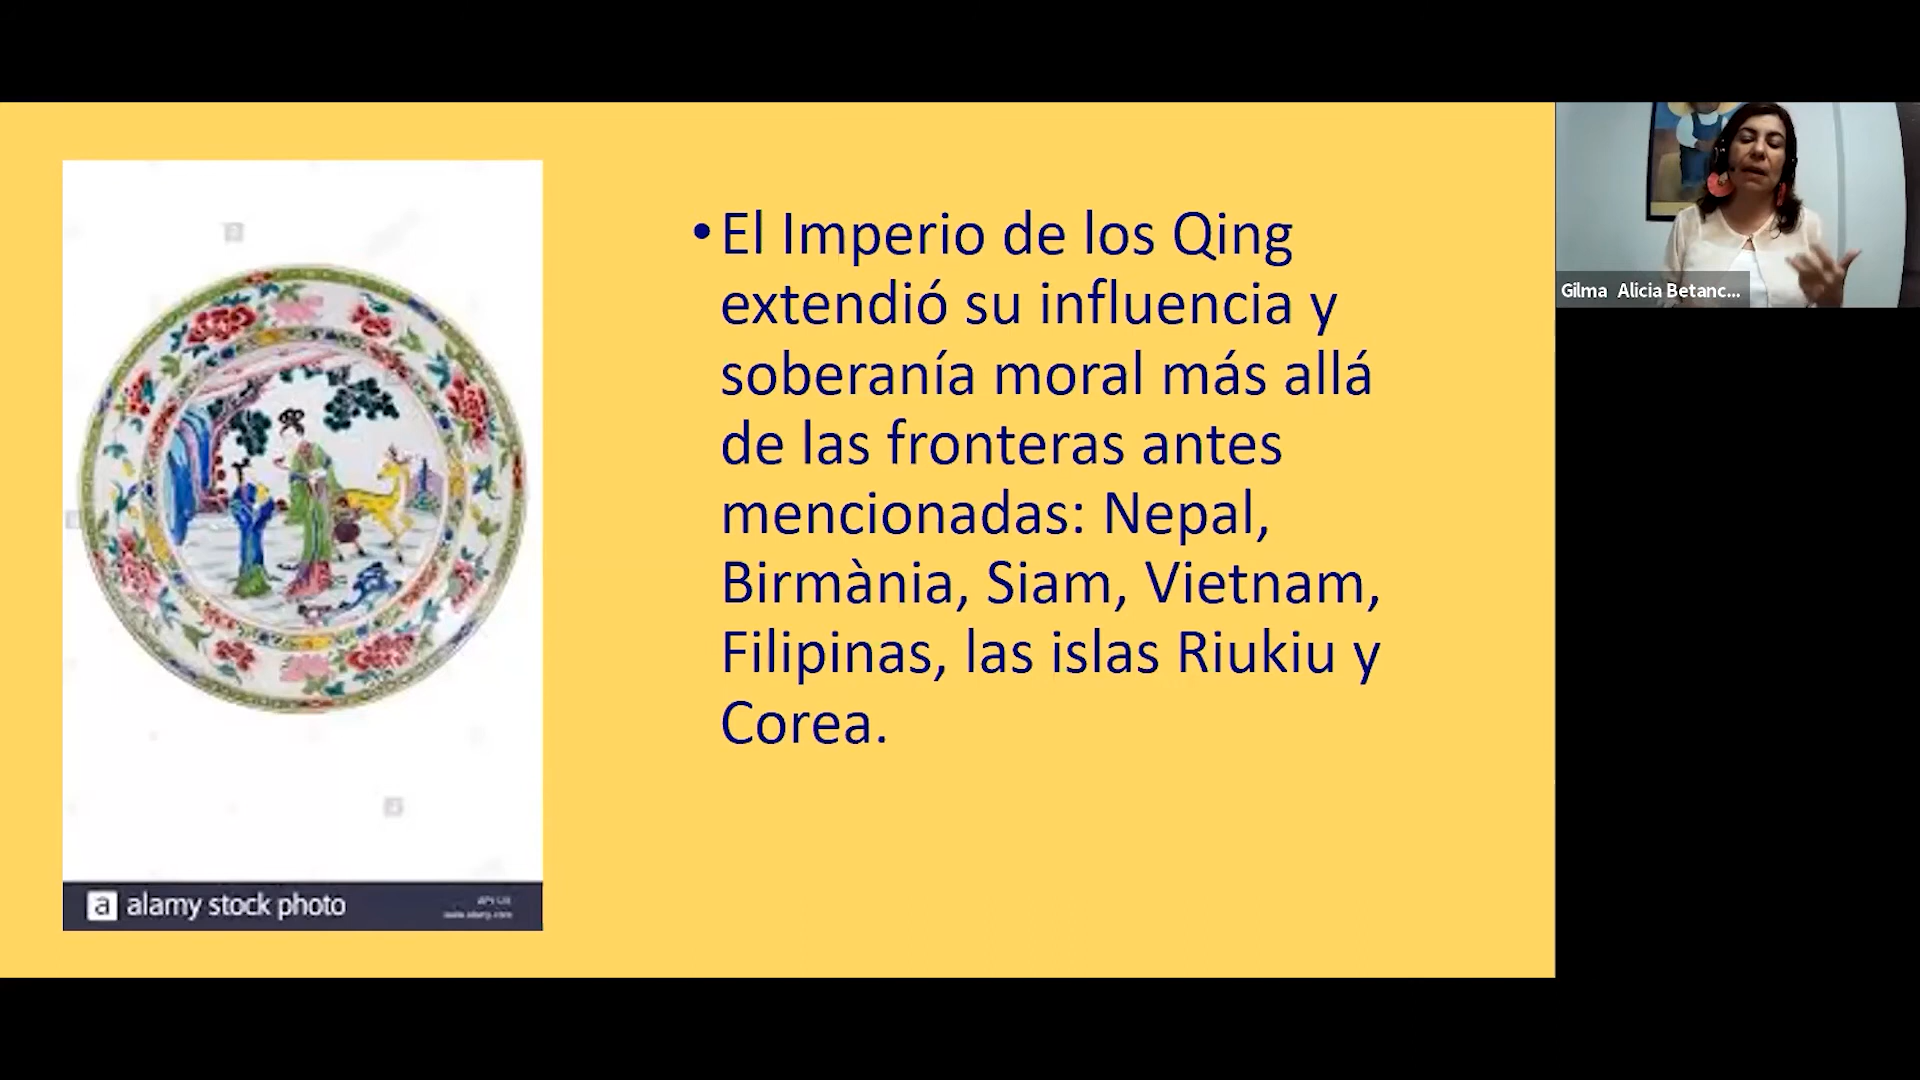 • El Imperio de los Qing
extendió su influencia y
soberanía moral más allá
de las fronteras antes
mencionadas: Nepal,
Birmània, Siam, Vietnam,
Filipinas, las islas Riukiu y
Corea.
Gilma Alicia Betanc...
a alamy stock photo